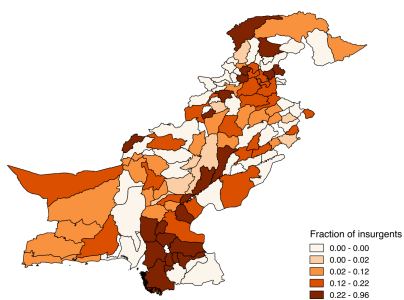 Fraction of insurgents
0.00 - 0.00
0.00 - 0.02
0.02 - 0.12
0.12 - 0.22
0.22 - 0.96